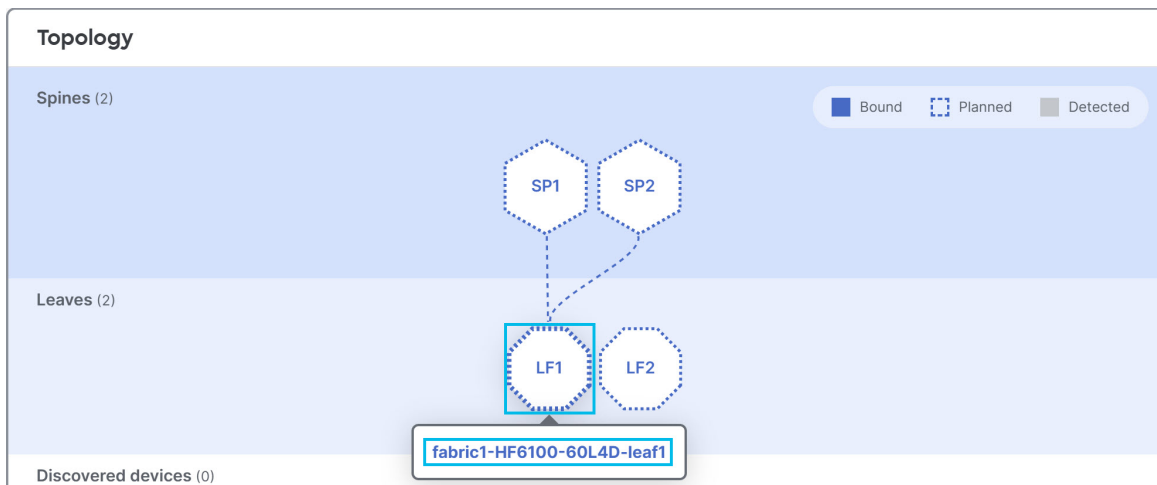 Topology
Spines (2)
Bound
Planned
Detected
SP1
SP2
Leaves (2)
LF1
LF2
fabric1-HF6100-60L4D-leaf1
Discovered devices (0)